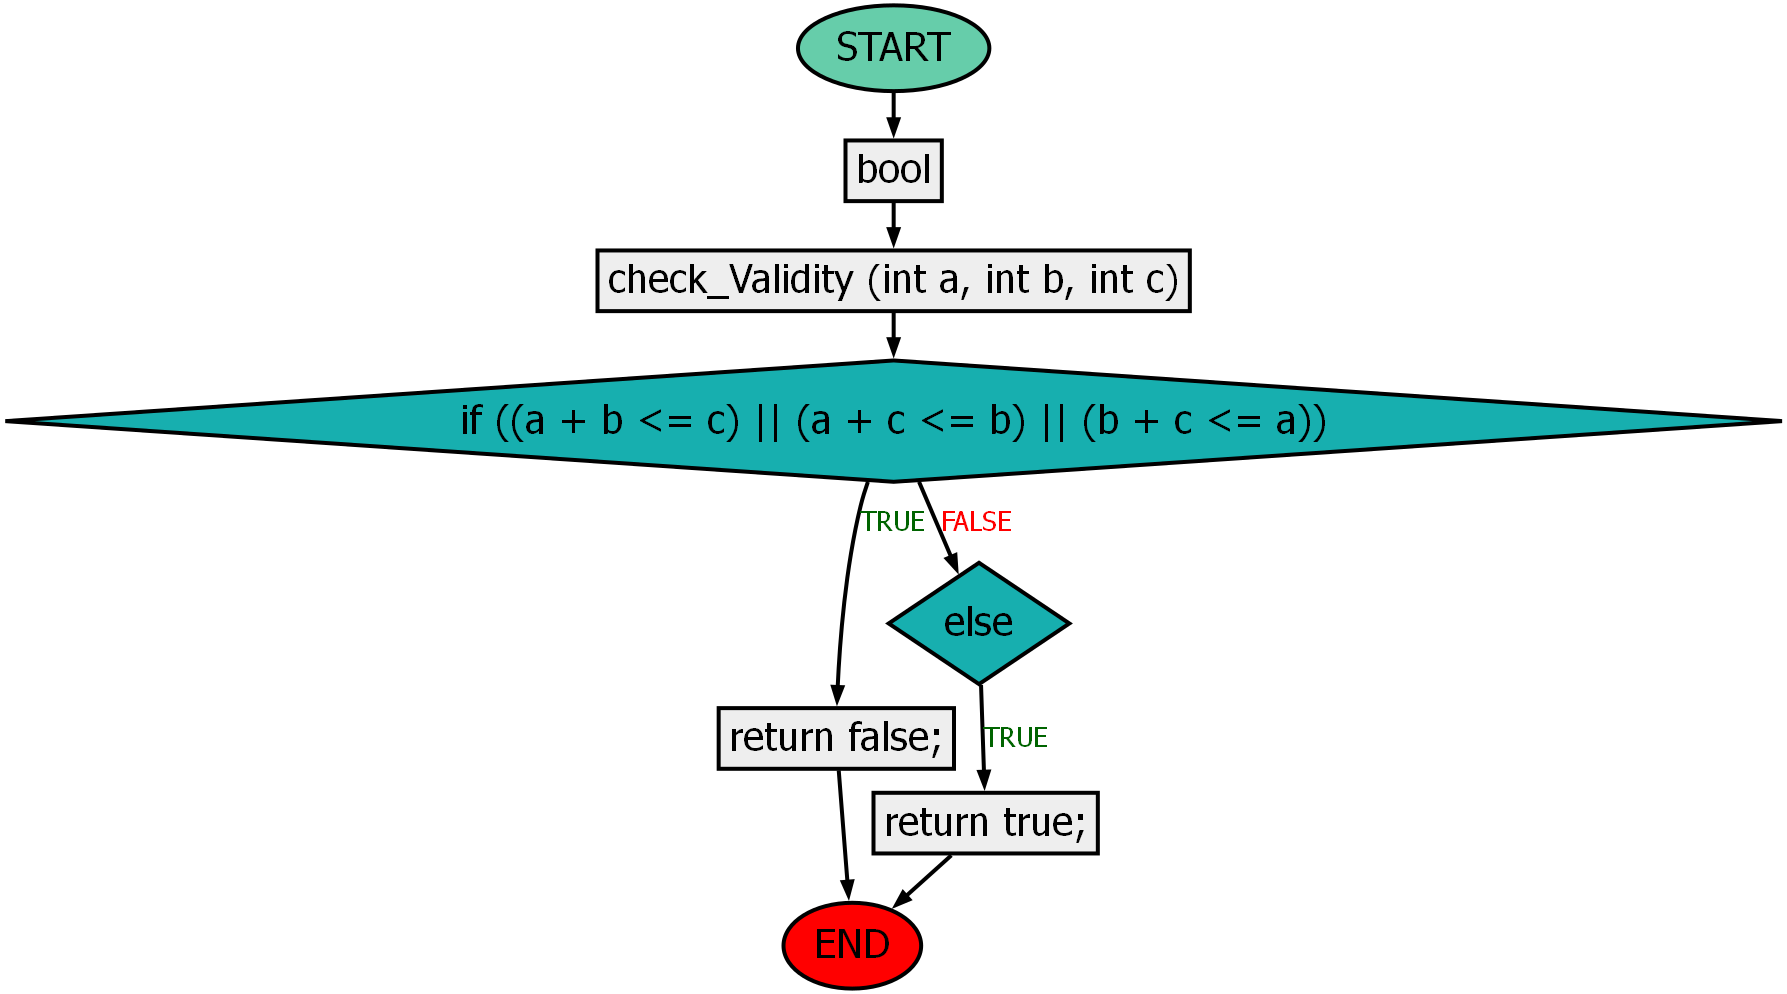 START
bool
check_Validity (int a, int b, int c)
if ((a + b <= c) || (a + c <= b) || (b + c <= a))
TRUE
FALSE
else
return false;
TRUE
return true;
END